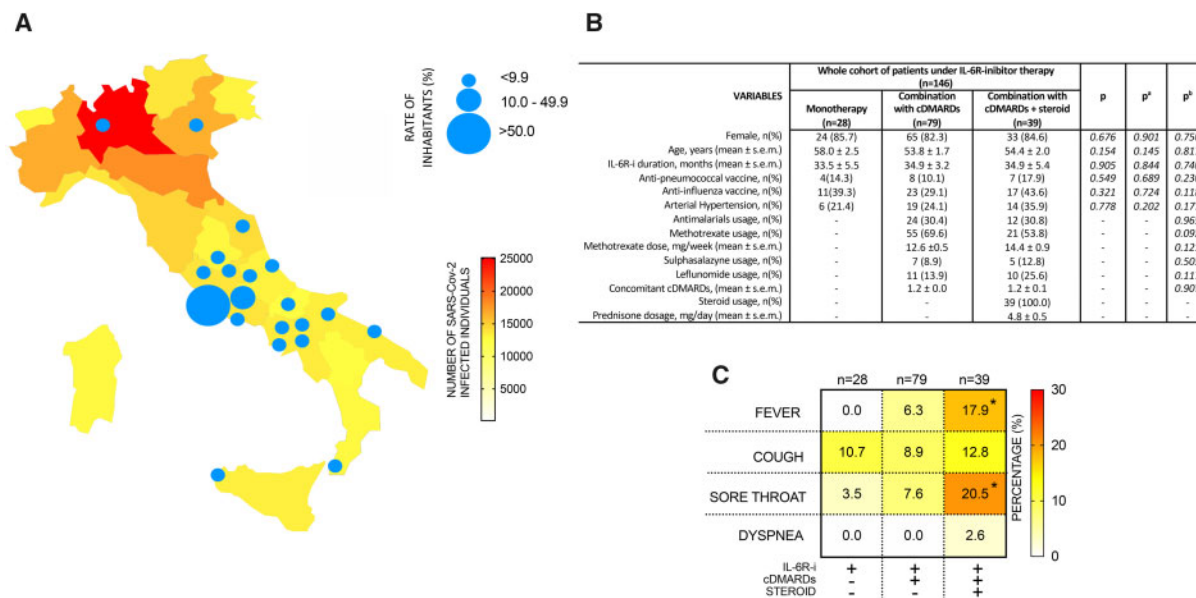 A
RATE OF
INHABITANTS (%)
<9.9
10.0 - 49.9
>50.0
NUMBER OF SARS-Cov-2
INFECTED INDIVIDUALS
25000
20000
15000
10000
5000
B
VARIABLES
Whole cohort of patients under IL-6R-inibitor therapy
(n=146)
p pᵃ pᵇ
Monotherapy
(n=28)
Combination
with cDMARDs
(n=79)
Combination with
cDMARDs + steroid
(n=39)
Female, n(%) 24 (85.7) 65 (82.3) 33 (84.6) 0.676 0.901
Age, years (mean ± s.e.m.) 58.0 ± 2.5 53.8 ± 1.7 54.4 ± 2.0 0.154 0.145
IL-6R-i duration, months (mean ± s.e.m.) 33.5 ± 5.5 34.9 ± 3.2 34.9 ± 5.4 0.905 0.844
Anti-pneumococcal vaccine, n(%) 4(14.3) 8 (10.1) 7 (17.9) 0.549 0.689
Anti-influenza vaccine, n(%) 11(39.3) 23 (29.1) 17 (43.6) 0.321 0.724
Arterial Hypertension, n(%) 6 (21.4) 19 (24.1) 14 (35.9) 0.778 0.202
Antimalarials usage, n(%) - 24 (30.4) 12 (30.8) - -
Methotrexate usage, n(%) - 55 (69.6) 21 (53.8) - -
Methotrexate dose, mg/week (mean ± s.e.m.) - 12.6 ±0.5 14.4 ± 0.9 - -
Sulphasalazyne usage, n(%) - 7 (8.9) 5 (12.8) - -
Leflunomide usage, n(%) - 11 (13.9) 10 (25.6) - -
Concomitant cDMARDs, (mean ± s.e.m.) - 1.2 ± 0.0 1.2 ± 0.1 - -
Steroid usage, n(%) - - 39 (100.0) - - -
Prednisone dosage, mg/day (mean ± s.e.m.) - - 4.8 ± 0.5 - - -
C
n=28 n=79 n=39
FEVER 0.0 6.3 17.9*
COUGH 10.7 8.9 12.8
SORE THROAT 3.5 7.6 20.5*
DYSPNEA 0.0 0.0 2.6
IL-6R-i + + +
cDMARDs - + +
STEROID - - +
PERCENTAGE (%)
30
20
10
0